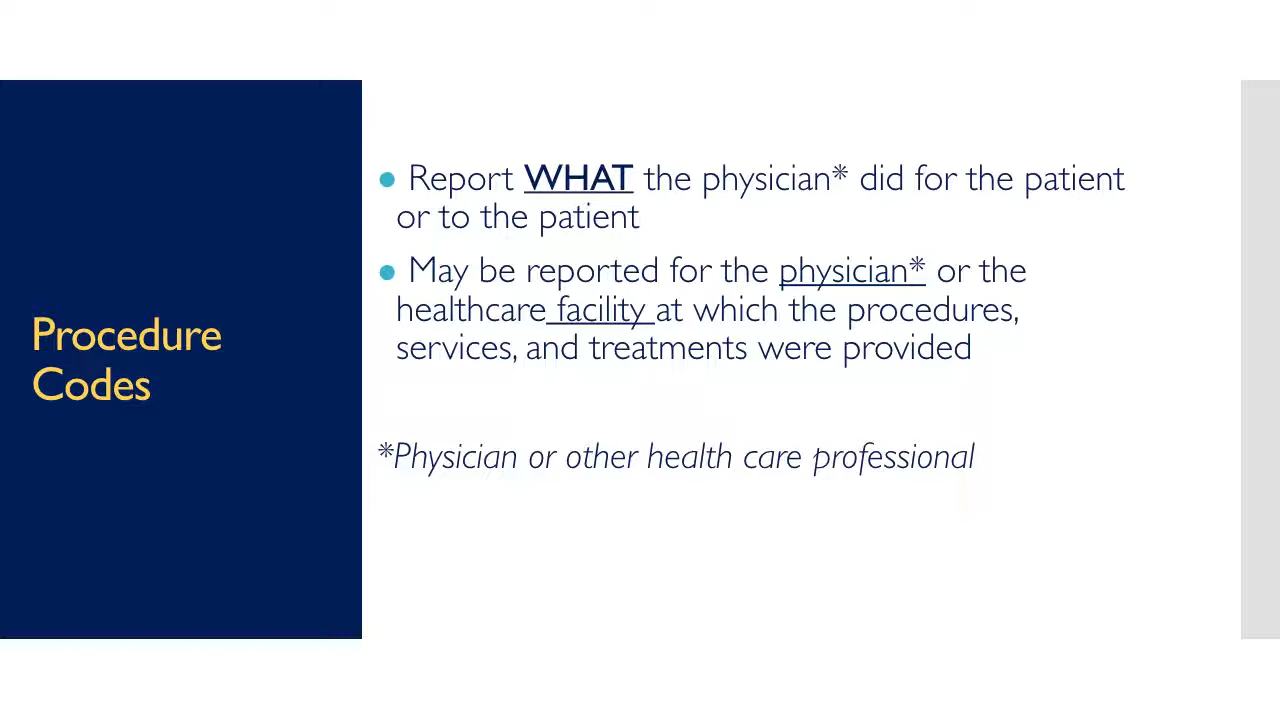 Procedure
Codes
● Report WHAT the physician* did for the patient
or to the patient
● May be reported for the physician* or the
healthcare facility at which the procedures,
services, and treatments were provided
*Physician or other health care professional